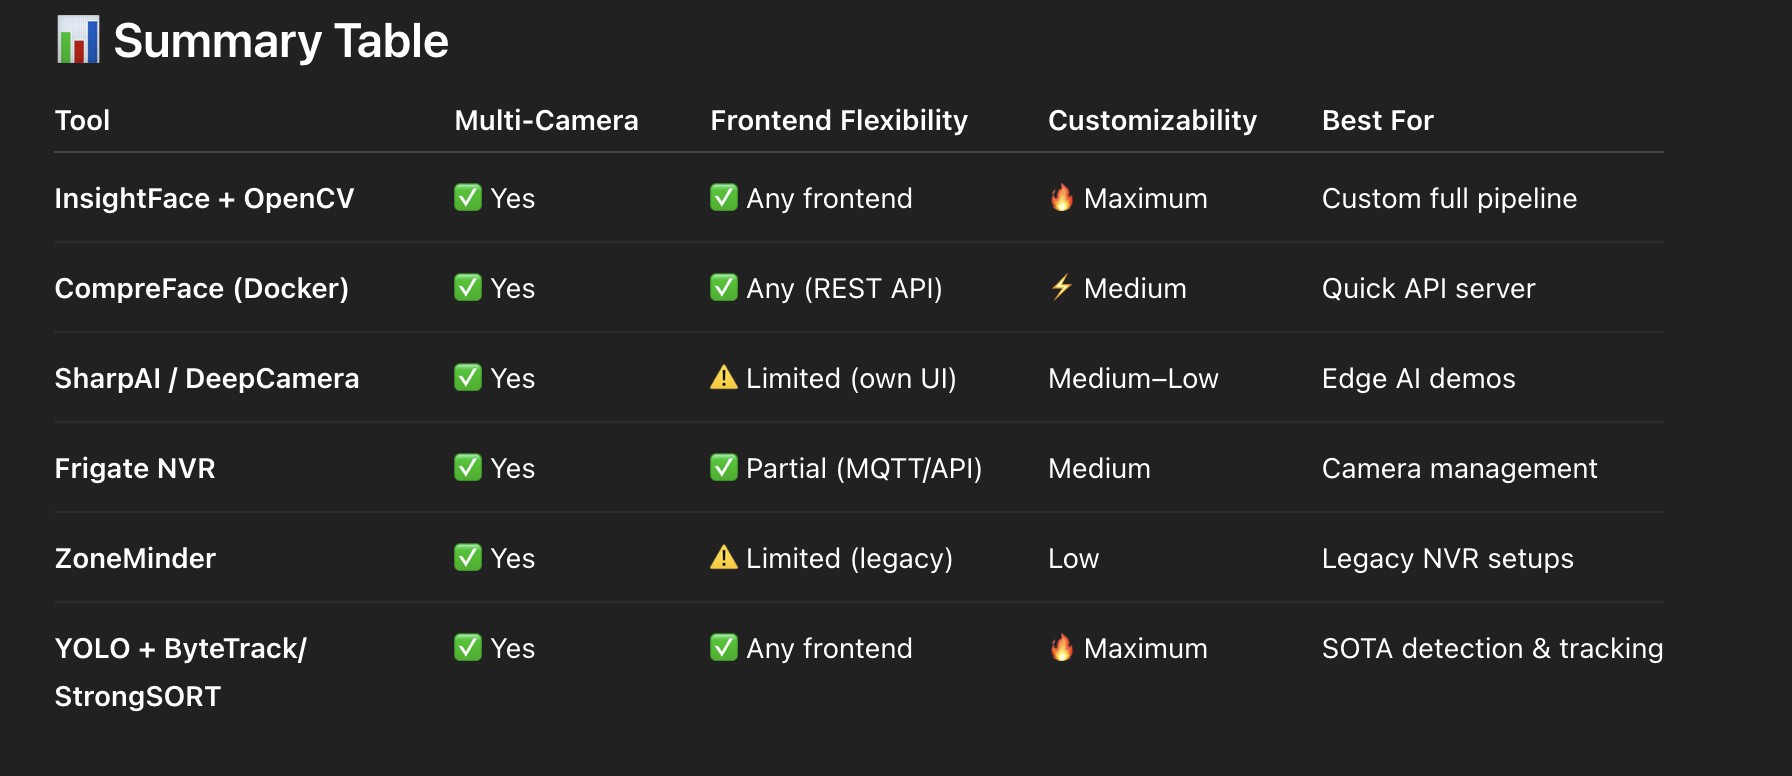 📊 Summary Table
Tool Multi-Camera Frontend Flexibility Customizability Best For
InsightFace + OpenCV ✅ Yes ✅ Any frontend 🔥 Maximum Custom full pipeline
CompreFace (Docker) ✅ Yes ✅ Any (REST API) ⚡ Medium Quick API server
SharpAI / DeepCamera ✅ Yes ⚠️ Limited (own UI) Medium–Low Edge AI demos
Frigate NVR ✅ Yes ✅ Partial (MQTT/API) Medium Camera management
ZoneMinder ✅ Yes ⚠️ Limited (legacy) Low Legacy NVR setups
YOLO + ByteTrack/ ✅ Yes ✅ Any frontend 🔥 Maximum SOTA detection & tracking
StrongSORT